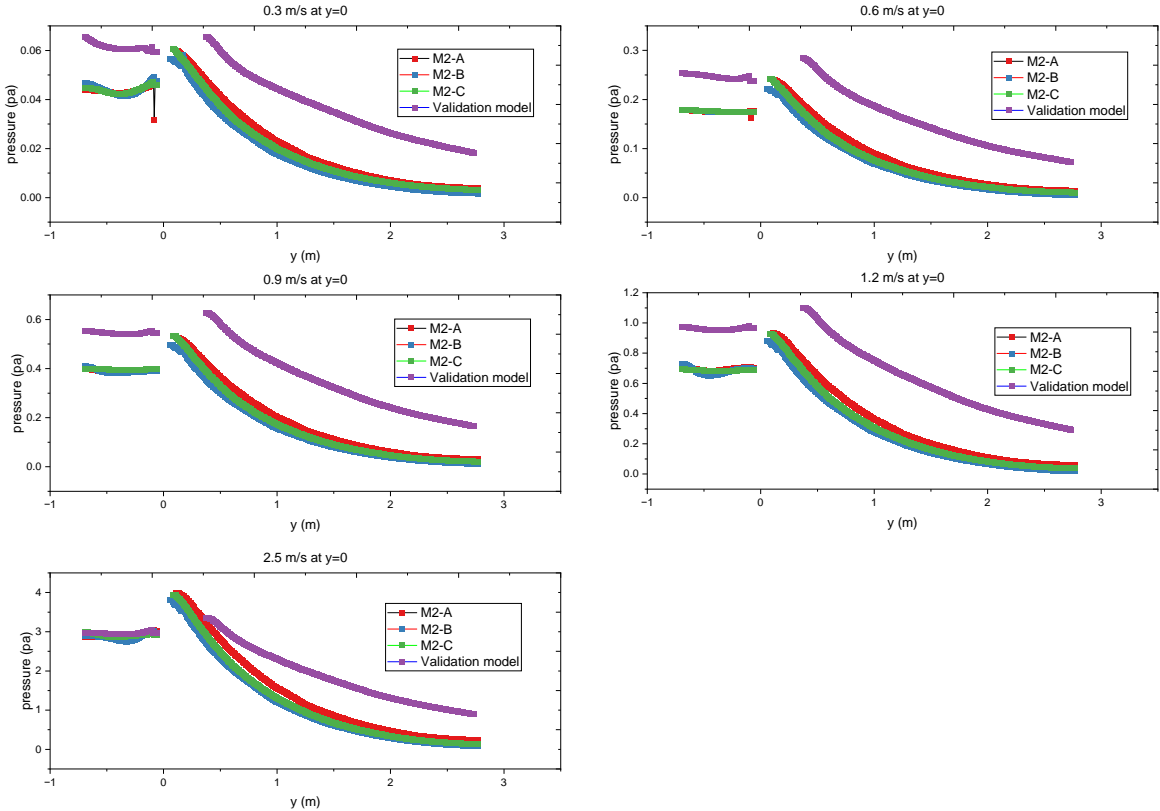 0.3 m/s at y=0
pressure (pa)
0.06
0.04
0.02
0.00
M2-A
M2-B
M2-C
Validation model
−1 0 1 2 3
y (m)
0.6 m/s at y=0
pressure (pa)
0.3
0.2
0.1
0.0
M2-A
M2-B
M2-C
Validation model
−1 0 1 2 3
y (m)
0.9 m/s at y=0
pressure (pa)
0.6
0.4
0.2
0.0
M2-A
M2-B
M2-C
Validation model
−1 0 1 2 3
y (m)
1.2 m/s at y=0
pressure (pa)
1.2
1.0
0.8
0.6
0.4
0.2
0.0
M2-A
M2-B
M2-C
Validation model
−1 0 1 2 3
y (m)
2.5 m/s at y=0
pressure (pa)
4
3
2
1
0
M2-A
M2-B
M2-C
Validation model
−1 0 1 2 3
y (m)